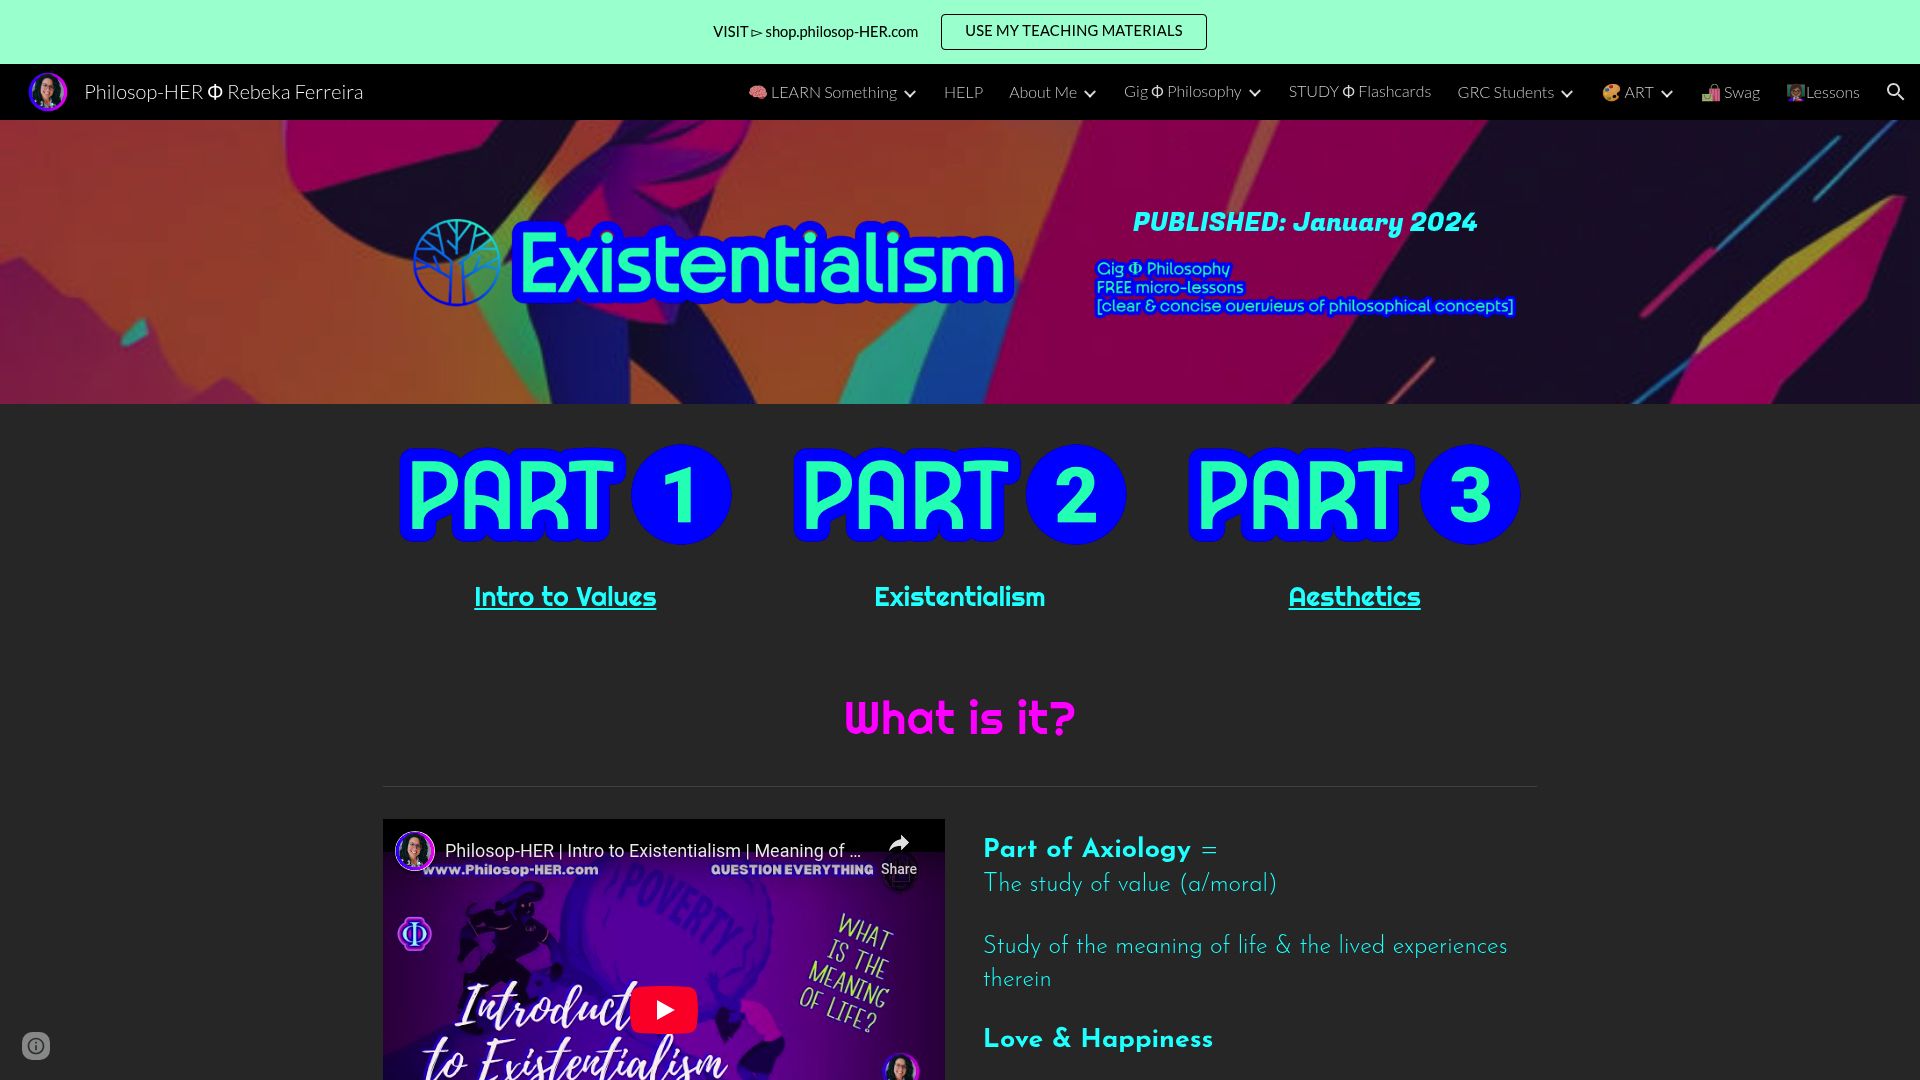 VISIT ▻ shop.philosop-HER.com
USE MY TEACHING MATERIALS
Philosop-HER Φ Rebeka Ferreira
🧠 LEARN Something
HELP
About Me
Gig Φ Philosophy
STUDY Φ Flashcards
GRC Students
🎨 ART
🛍️ Swag
👩🏽‍🏫Lessons
Existentialism
PUBLISHED: January 2024
Gig Φ Philosophy
FREE micro-lessons
[clear & concise overviews of philosophical concepts]
PART 1
PART 2
PART 3
Intro to Values
Existentialism
Aesthetics
What is it?
Philosop-HER | Intro to Existentialism | Meaning of ...
Share
www.Philosop-HER.com
QUESTION EVERYTHING
POVERTY
Φ
WHAT
IS THE
MEANING
OF LIFE?
Introduct
to Existentialism
Part of Axiology =
The study of value (a/moral)
Study of the meaning of life & the lived experiences
therein
Love & Happiness